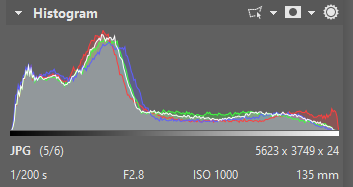 Histogram
JPG (5/6) 5623 x 3749 x 24
1/200 s F2.8 ISO 1000 135 mm